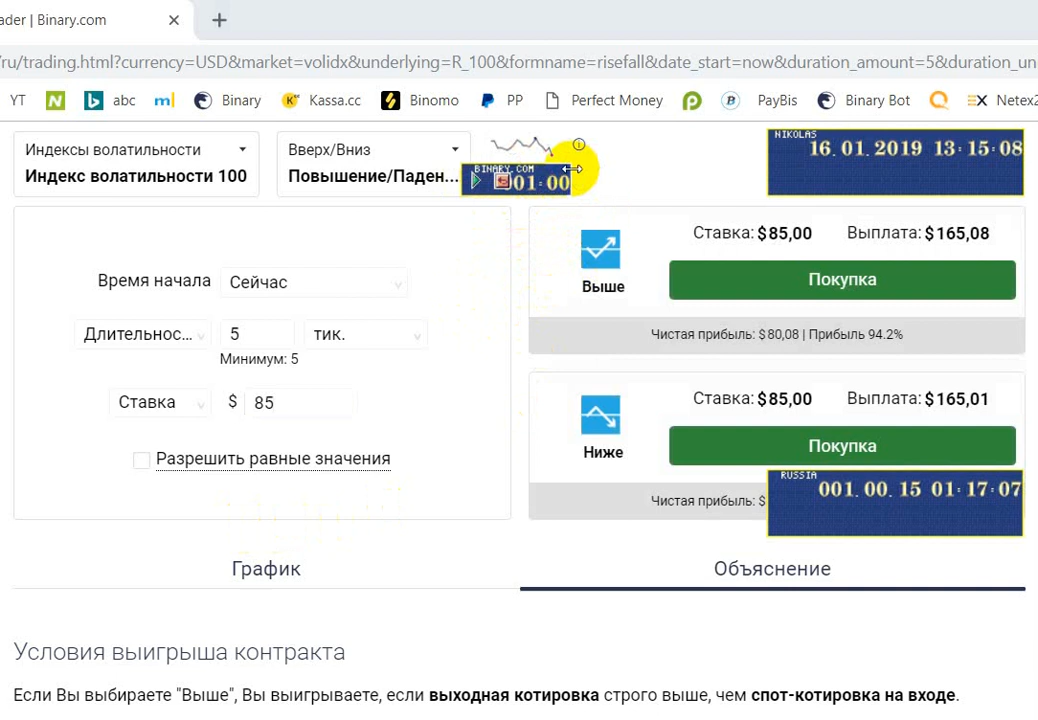 ader | Binary.com
/ru/trading.html?currency=USD&market=volidx&underlying=R_100&formname=risefall&date_start=now&duration_amount=5&duration_un
YT N abc m| Binary K Kassa.cc Binomo PP Perfect Money PayBis Binary Bot EX Netex2
Индексы волатильности
Индекс волатильности 100
Вверх/Вниз
Повышение/Паден...
BINARY.COM
001:00
NIKOLAS
16.01.2019 13:15:08
Время начала Сейчас
Длительнос... 5 тик.
Минимум: 5
Ставка $ 85
Разрешить равные значения
Выше
Ставка: $85,00 Выплата: $165,08
Покупка
Чистая прибыль: $80,08 | Прибыль 94.2%
Ниже
Ставка: $85,00 Выплата: $165,01
Покупка
Чистая прибыль: $
RUSSIA
001.00.15 01:17:07
График Объяснение
Условия выигрыша контракта
Если Вы выбираете "Выше", Вы выигрываете, если выходная котировка строго выше, чем спот-котировка на входе.